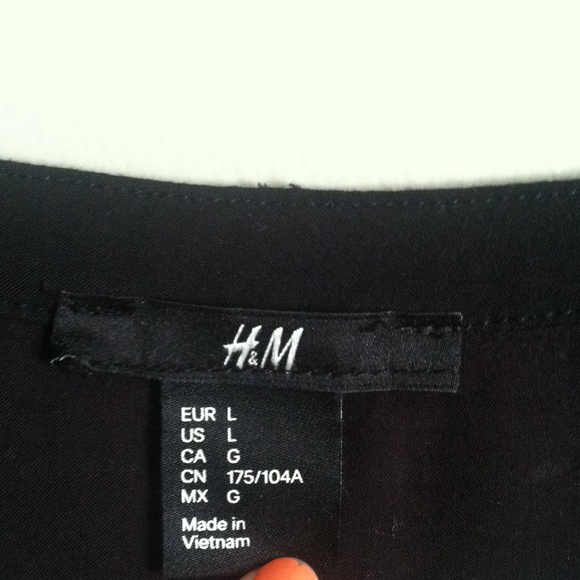 H&M
EUR L
US L
CA G
CN 175/104A
MX G
Made in
Vietnam